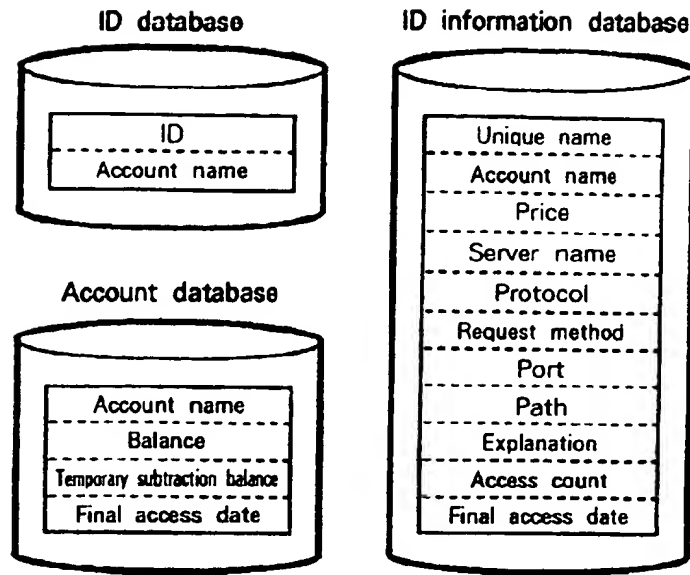 ID database
ID
Account name
Account database
Account name
Balance
Temporary subtraction balance
Final access date
ID information database
Unique name
Account name
Price
Server name
Protocol
Request method
Port
Path
Explanation
Access count
Final access date